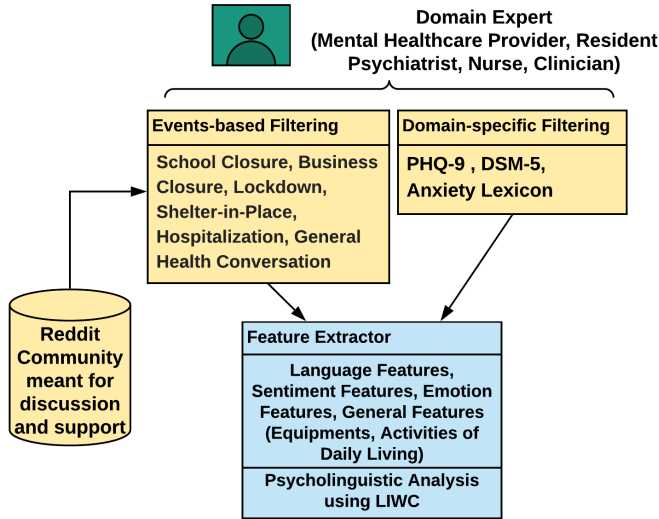 Domain Expert
(Mental Healthcare Provider, Resident
Psychiatrist, Nurse, Clinician)
Events-based Filtering
School Closure, Business
Closure, Lockdown,
Shelter-in-Place,
Hospitalization, General
Health Conversation
Domain-specific Filtering
PHQ-9 , DSM-5,
Anxiety Lexicon
Reddit
Community
meant for
discussion
and support
Feature Extractor
Language Features,
Sentiment Features, Emotion
Features, General Features
(Equipments, Activities of
Daily Living)
Psycholinguistic Analysis
using LIWC